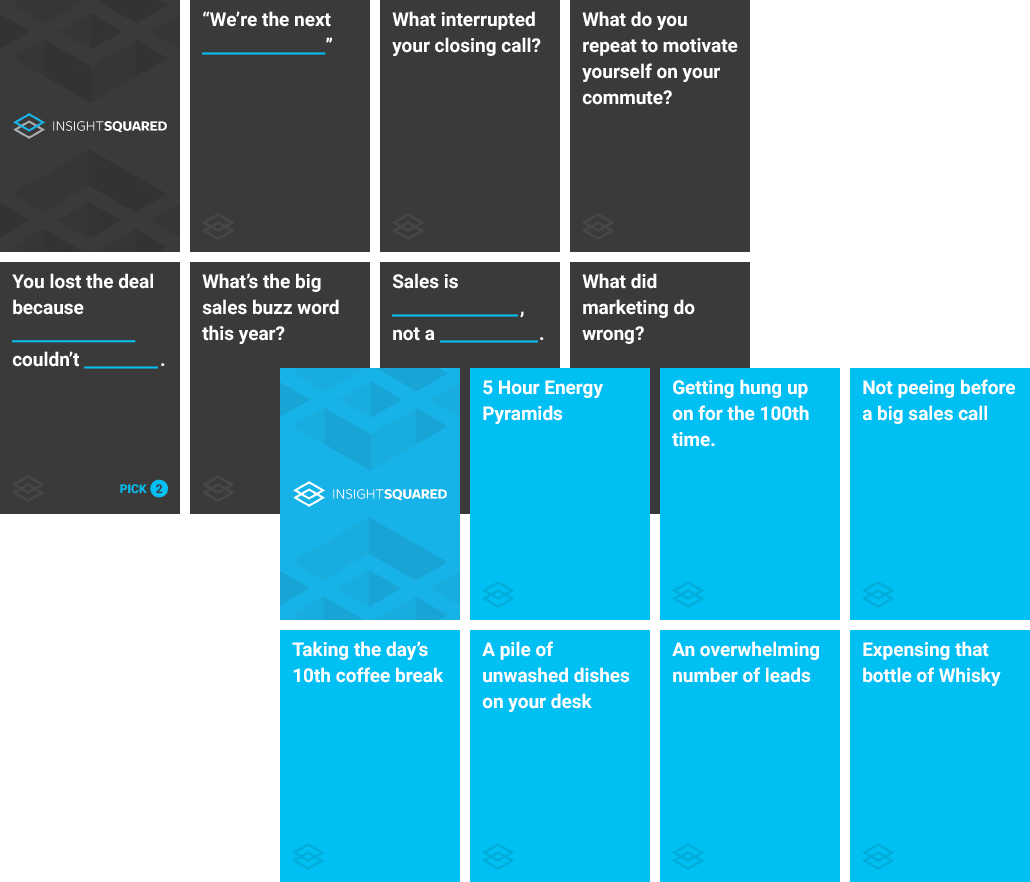 INSIGHTSQUARED
“We’re the next
____________”
What interrupted
your closing call?
What do you
repeat to motivate
yourself on your
commute?
You lost the deal
because
____________
couldn’t _______.
PICK 2
What’s the big
sales buzz word
this year?
Sales is
____________,
not a _________.
What did
marketing do
wrong?
INSIGHTSQUARED
5 Hour Energy
Pyramids
Getting hung up
on for the 100th
time.
Not peeing before
a big sales call
Taking the day’s
10th coffee break
A pile of
unwashed dishes
on your desk
An overwhelming
number of leads
Expensing that
bottle of Whisky